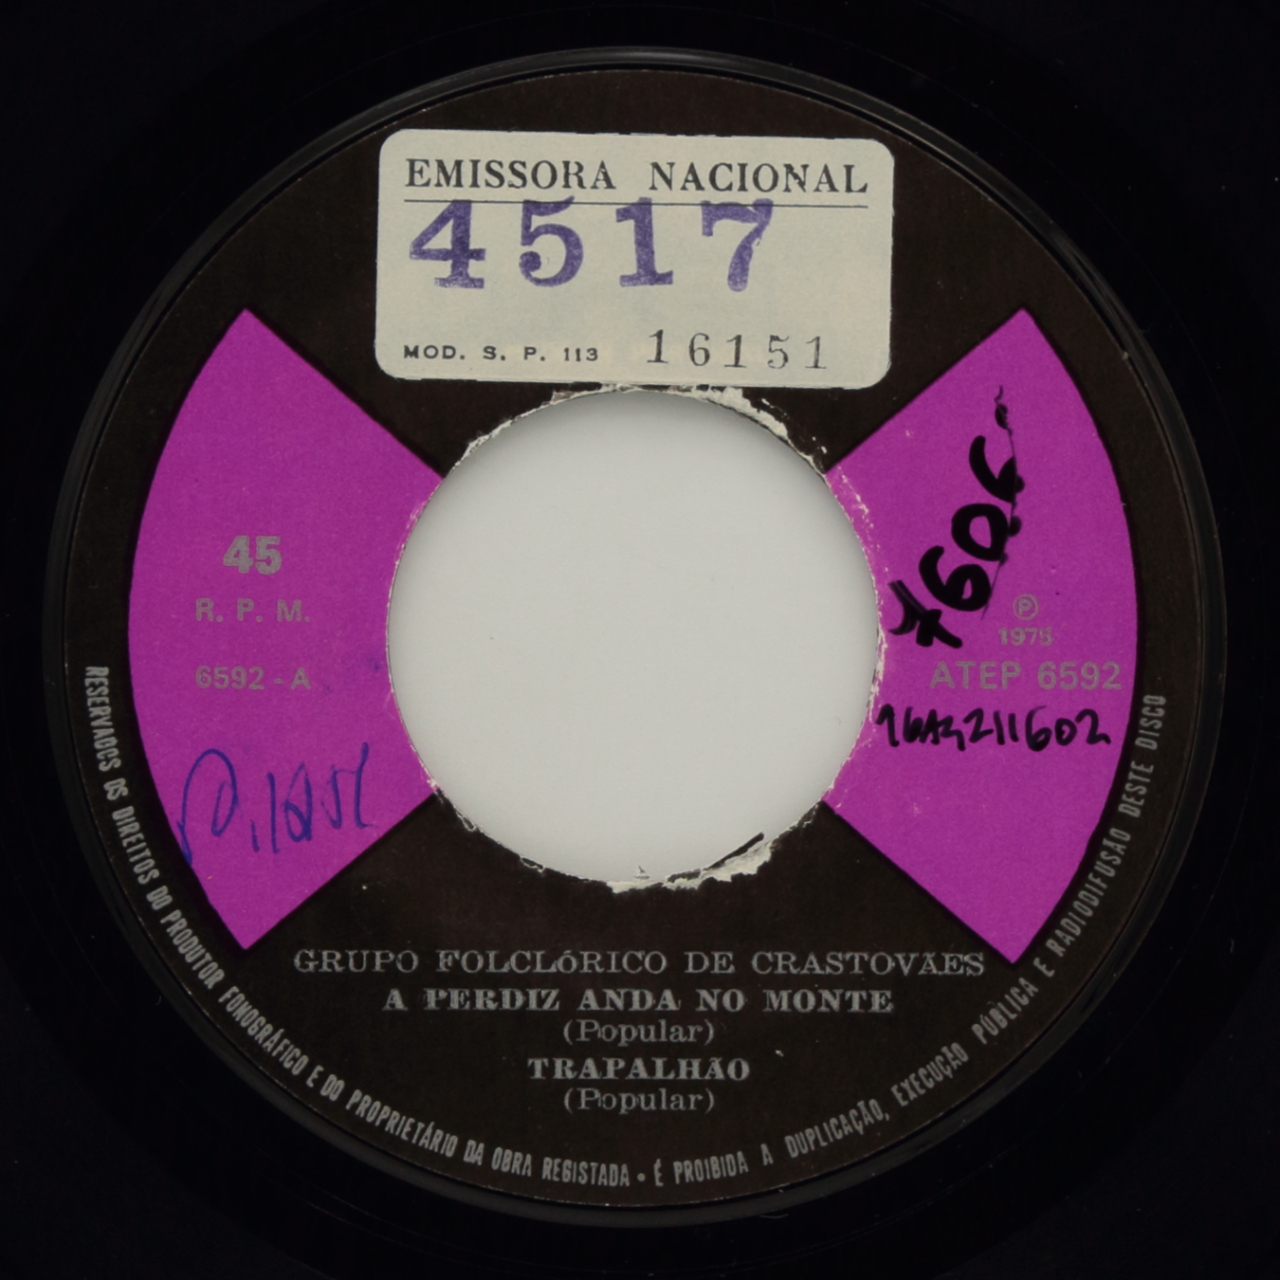 EMISSORA NACIONAL
4517
MOD. S. P. 113 16151
45
R. P. M.
6592 - A
7606
℗
1975
ATEP 6592
GRUPO FOLCLÓRICO DE CRASTOVÃES
A PERDIZ ANDA NO MONTE
(Popular)
TRAPALHÃO
(Popular)
RESERVADOS OS DIREITOS DO PRODUTOR FONOGRÁFICO E DO PROPRIETÁRIO DA OBRA REGISTADA • É PROIBIDA A DUPLICAÇÃO, EXECUÇÃO PÚBLICA E RADIODIFUSÃO DESTE DISCO